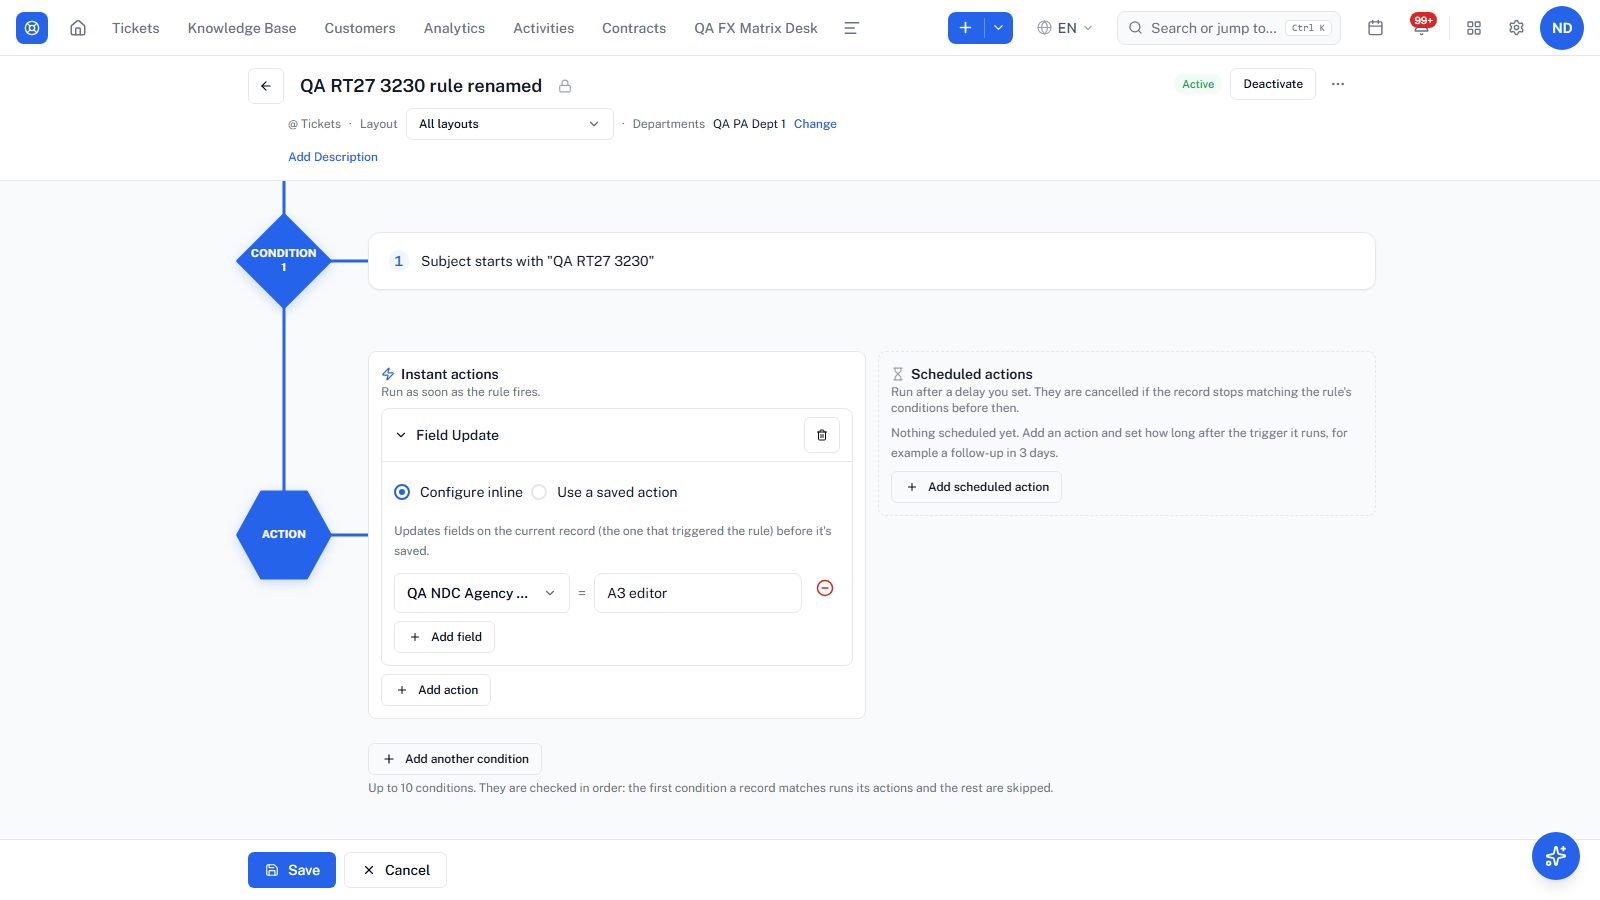 Tickets
Knowledge Base
Customers
Analytics
Activities
Contracts
QA FX Matrix Desk
EN
Search or jump to...
Ctrl K
99+
ND
QA RT27 3230 rule renamed
Active
Deactivate
@ Tickets · Layout
All layouts
· Departments QA PA Dept 1 Change
Add Description
CONDITION
1
1 Subject starts with "QA RT27 3230"
Instant actions
Run as soon as the rule fires.
Field Update
Configure inline
Use a saved action
Updates fields on the current record (the one that triggered the rule) before it's
saved.
QA NDC Agency ...
=
A3 editor
Add field
Add action
Scheduled actions
Run after a delay you set. They are cancelled if the record stops matching the rule's
conditions before then.
Nothing scheduled yet. Add an action and set how long after the trigger it runs, for
example a follow-up in 3 days.
Add scheduled action
ACTION
Add another condition
Up to 10 conditions. They are checked in order: the first condition a record matches runs its actions and the rest are skipped.
Save
Cancel